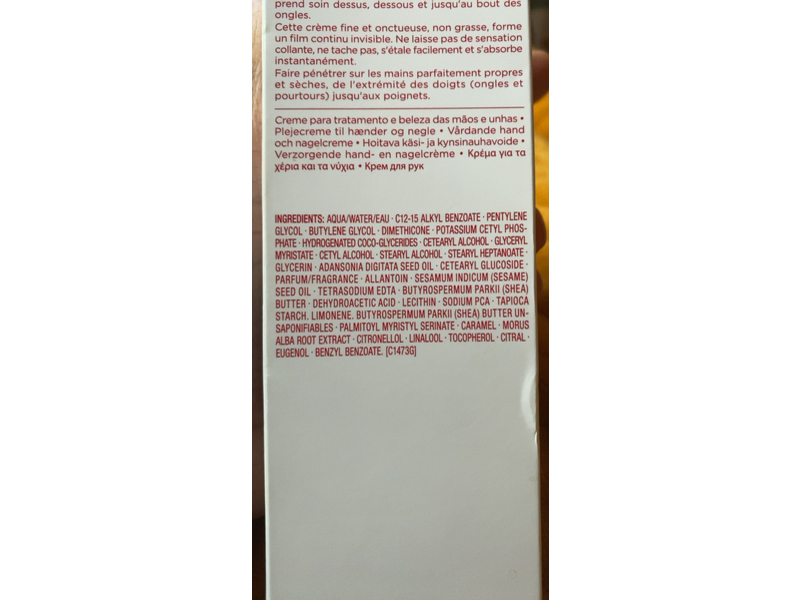 prend soin dessus, dessous et jusqu'au bout des
ongles.
Cette crème fine et onctueuse, non grasse, forme
un film continu invisible. Ne laisse pas de sensation
collante, ne tache pas, s'étale facilement et s'absorbe
instantanément.
Faire pénétrer sur les mains parfaitement propres
et sèches, de l'extrémité des doigts (ongles et
pourtours) jusqu'aux poignets.
Creme para tratamento e beleza das mãos e unhas •
Plejecreme til hænder og negle • Vårdande hand
och nagelcreme • Hoitava käsi- ja kynsinauhavoide •
Verzorgende hand- en nagelcrème • Κρέμα για τα
χέρια και τα νύχια • Крем для рук
INGREDIENTS: AQUA/WATER/EAU · C12-15 ALKYL BENZOATE · PENTYLENE
GLYCOL · BUTYLENE GLYCOL · DIMETHICONE · POTASSIUM CETYL PHOS-
PHATE · HYDROGENATED COCO-GLYCERIDES · CETEARYL ALCOHOL · GLYCERYL
MYRISTATE · CETYL ALCOHOL · STEARYL ALCOHOL · STEARYL HEPTANOATE ·
GLYCERIN · ADANSONIA DIGITATA SEED OIL · CETEARYL GLUCOSIDE ·
PARFUM/FRAGRANCE · ALLANTOIN · SESAMUM INDICUM (SESAME)
SEED OIL · TETRASODIUM EDTA · BUTYROSPERMUM PARKII (SHEA)
BUTTER · DEHYDROACETIC ACID · LECITHIN · SODIUM PCA · TAPIOCA
STARCH. LIMONENE. BUTYROSPERMUM PARKII (SHEA) BUTTER UN-
SAPONIFIABLES · PALMITOYL MYRISTYL SERINATE · CARAMEL · MORUS
ALBA ROOT EXTRACT · CITRONELLOL · LINALOOL · TOCOPHEROL · CITRAL ·
EUGENOL · BENZYL BENZOATE. [C1473G]